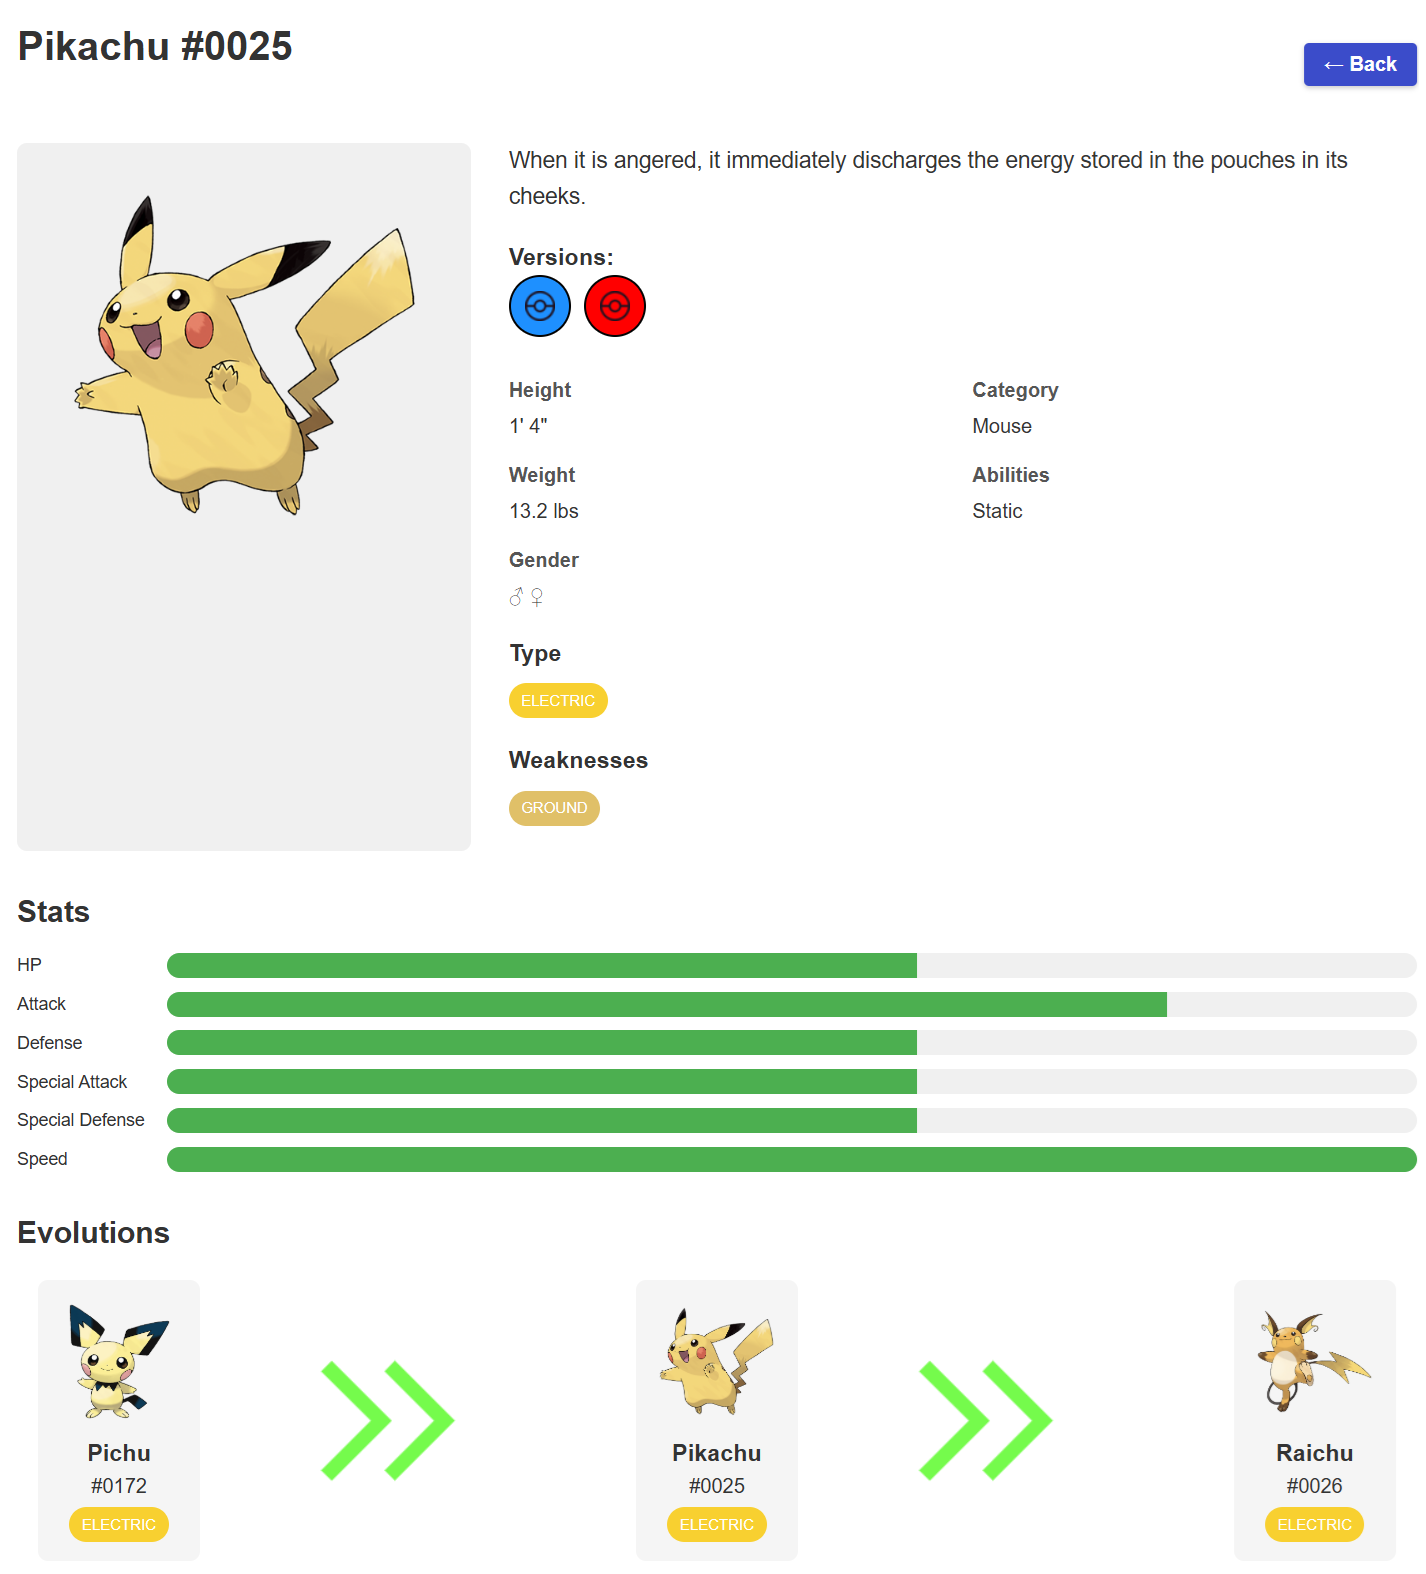 Pikachu #0025
← Back
When it is angered, it immediately discharges the energy stored in the pouches in its
cheeks.
Versions:
Height
1' 4"
Category
Mouse
Weight
13.2 lbs
Abilities
Static
Gender
♂ ♀
Type
ELECTRIC
Weaknesses
GROUND
Stats
HP
Attack
Defense
Special Attack
Special Defense
Speed
Evolutions
Pichu
#0172
ELECTRIC
Pikachu
#0025
ELECTRIC
Raichu
#0026
ELECTRIC